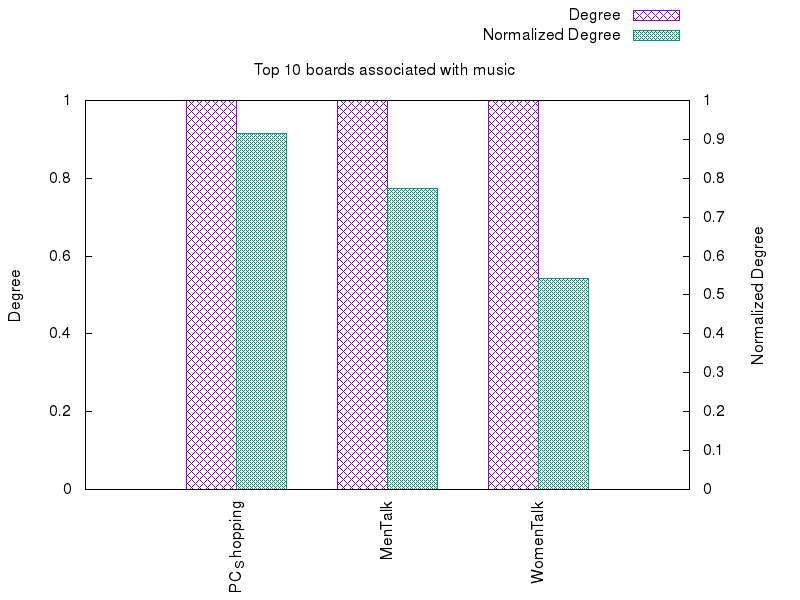 Degree
Normalized Degree
Top 10 boards associated with music
1
0.8
0.6
0.4
0.2
0
1
0.9
0.8
0.7
0.6
0.5
0.4
0.3
0.2
0.1
0
Degree
Normalized Degree
PCshopping
MenTalk
WomenTalk